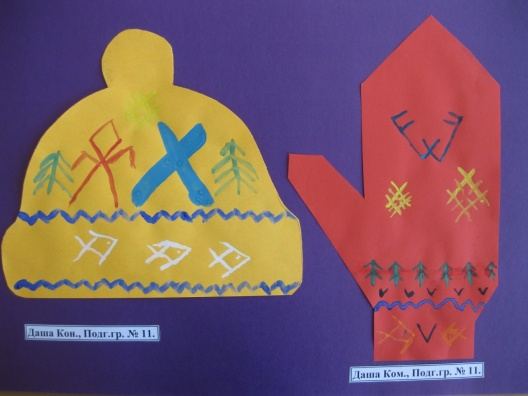 Даша Кон., Подг.гр. № 11.
Даша Ком., Подг.гр. № 11.